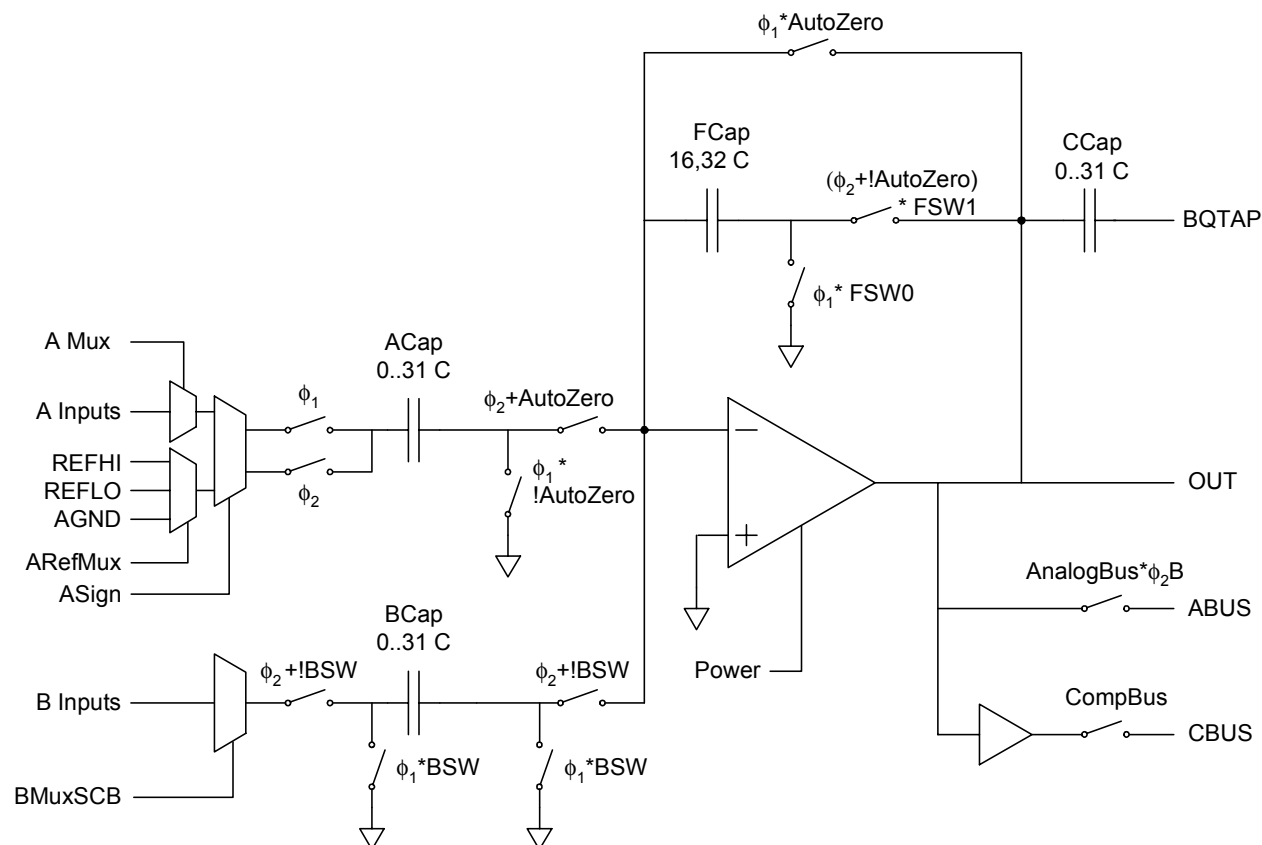 ϕ1*AutoZero
FCap
16,32 C
CCap
0..31 C
(ϕ2+!AutoZero)
* FSW1
BQTAP
ϕ1* FSW0
A Mux
ACap
0..31 C
A Inputs
ϕ1
ϕ2+AutoZero
REFHI
REFLO
AGND
ϕ2
ϕ1*
!AutoZero
OUT
ARefMux
ASign
AnalogBus*ϕ2B
ABUS
BCap
0..31 C
Power
ϕ2+!BSW
ϕ2+!BSW
B Inputs
CompBus
CBUS
ϕ1*BSW
ϕ1*BSW
BMuxSCB